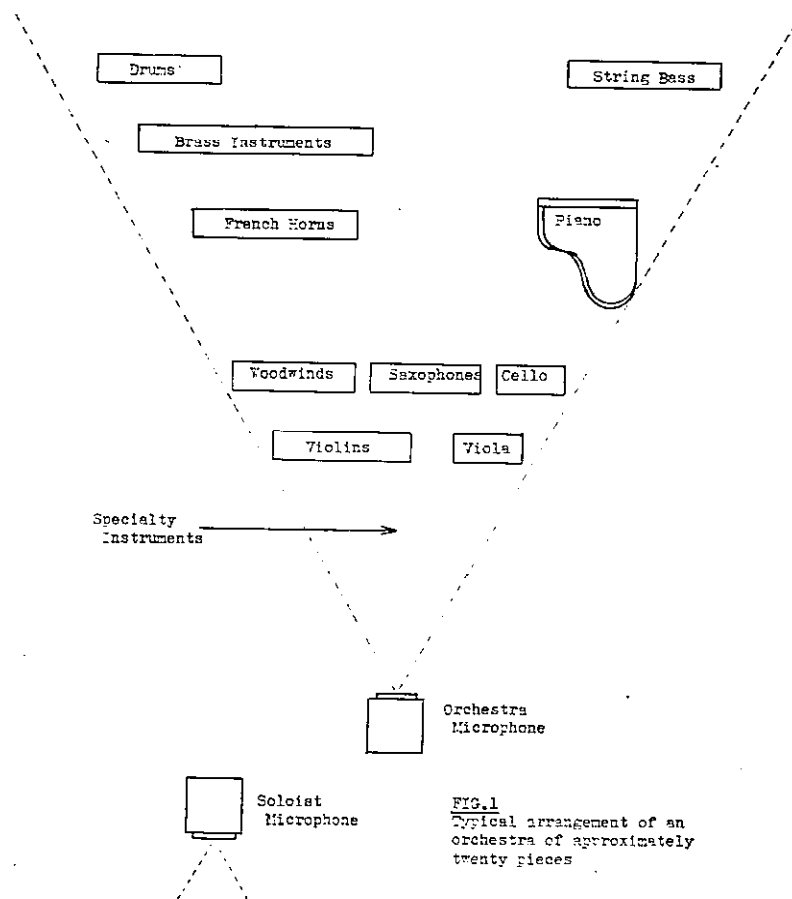 Drums
String Bass
Brass Instruments
French Horns
Piano
Woodwinds
Saxophones
Cello
Violins
Viola
Specialty
Instruments
Orchestra
Microphone
Soloist
Microphone
FIG.1
Typical arrangement of an
orchestra of approximately
twenty pieces